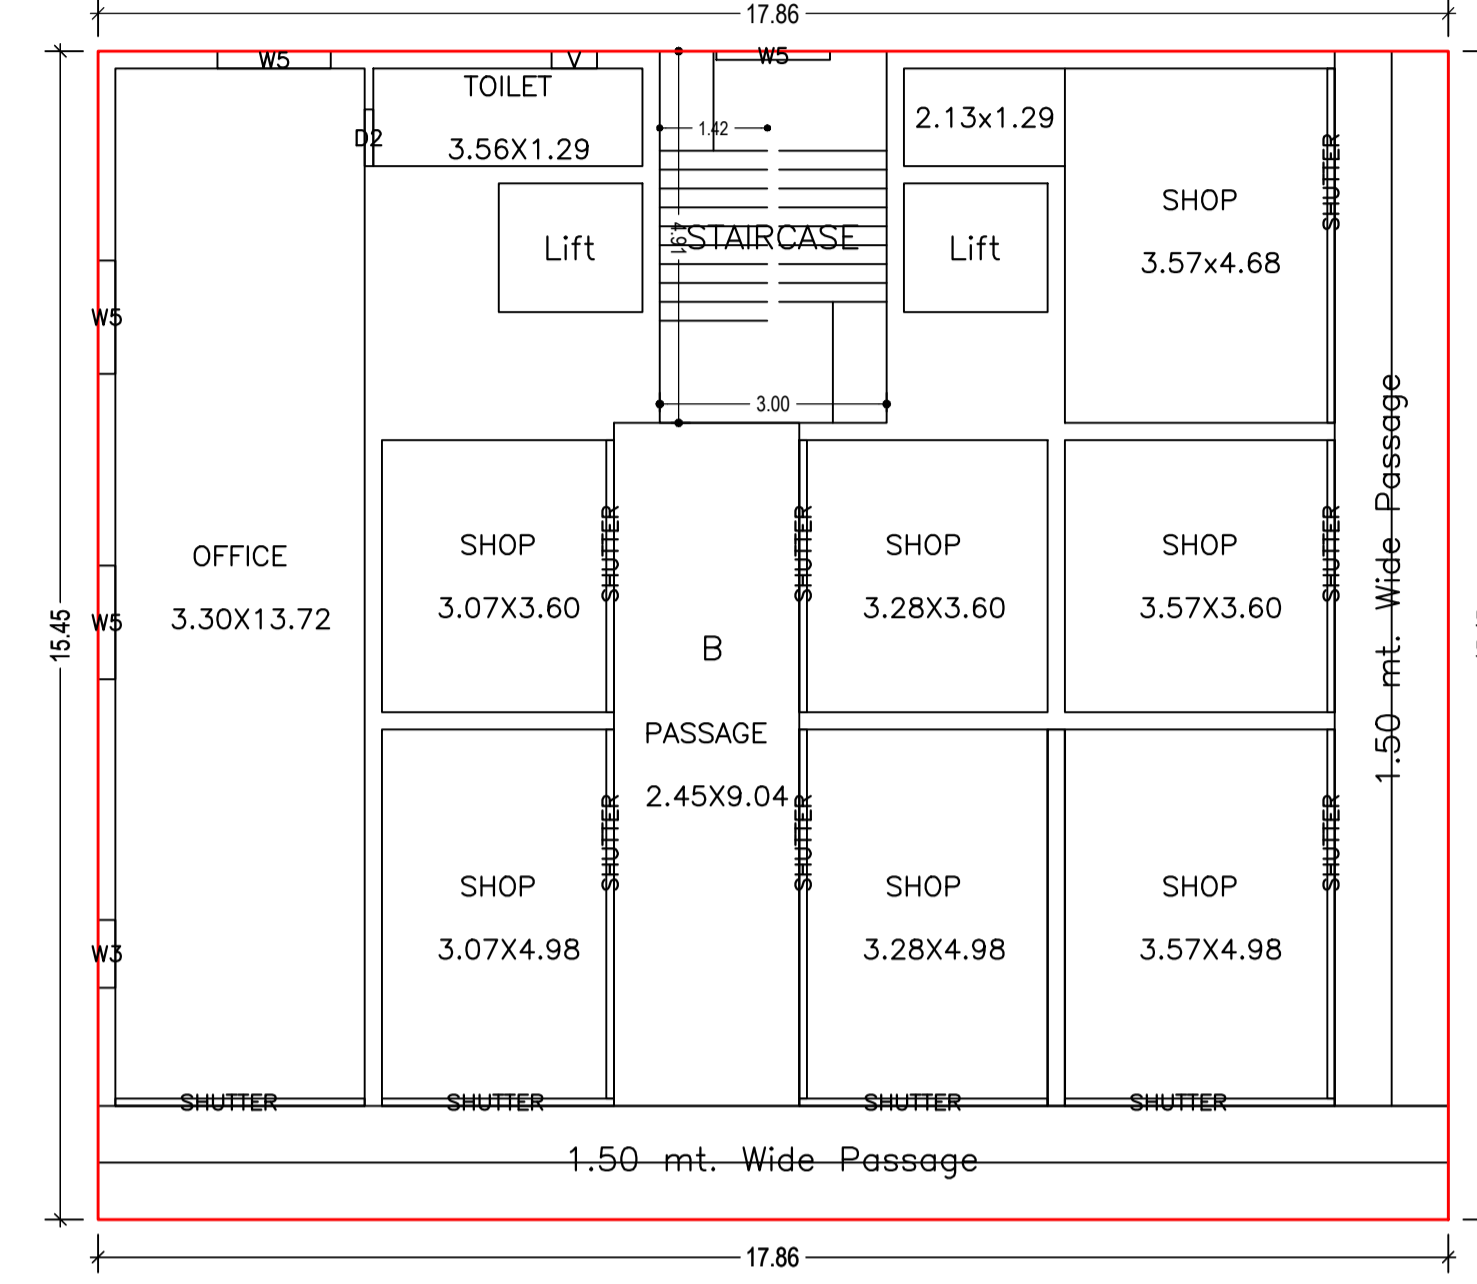 17.86
W5
V
W5
TOILET
3.56X1.29
D2
1.42
2.13x1.29
SHUTTER
SHOP
3.57x4.68
Lift
4.91
STAIRCASE
Lift
W5
3.00
1.50 mt. Wide Passage
OFFICE
3.30X13.72
SHOP
3.07X3.60
SHUTTER
SHUTTER
SHOP
3.28X3.60
SHOP
3.57X3.60
SHUTTER
W5
15.45
B
PASSAGE
2.45X9.04
SHUTTER
SHUTTER
SHUTTER
SHOP
3.07X4.98
SHOP
3.28X4.98
SHOP
3.57X4.98
W3
SHUTTER
SHUTTER
SHUTTER
SHUTTER
1.50 mt. Wide Passage
17.86